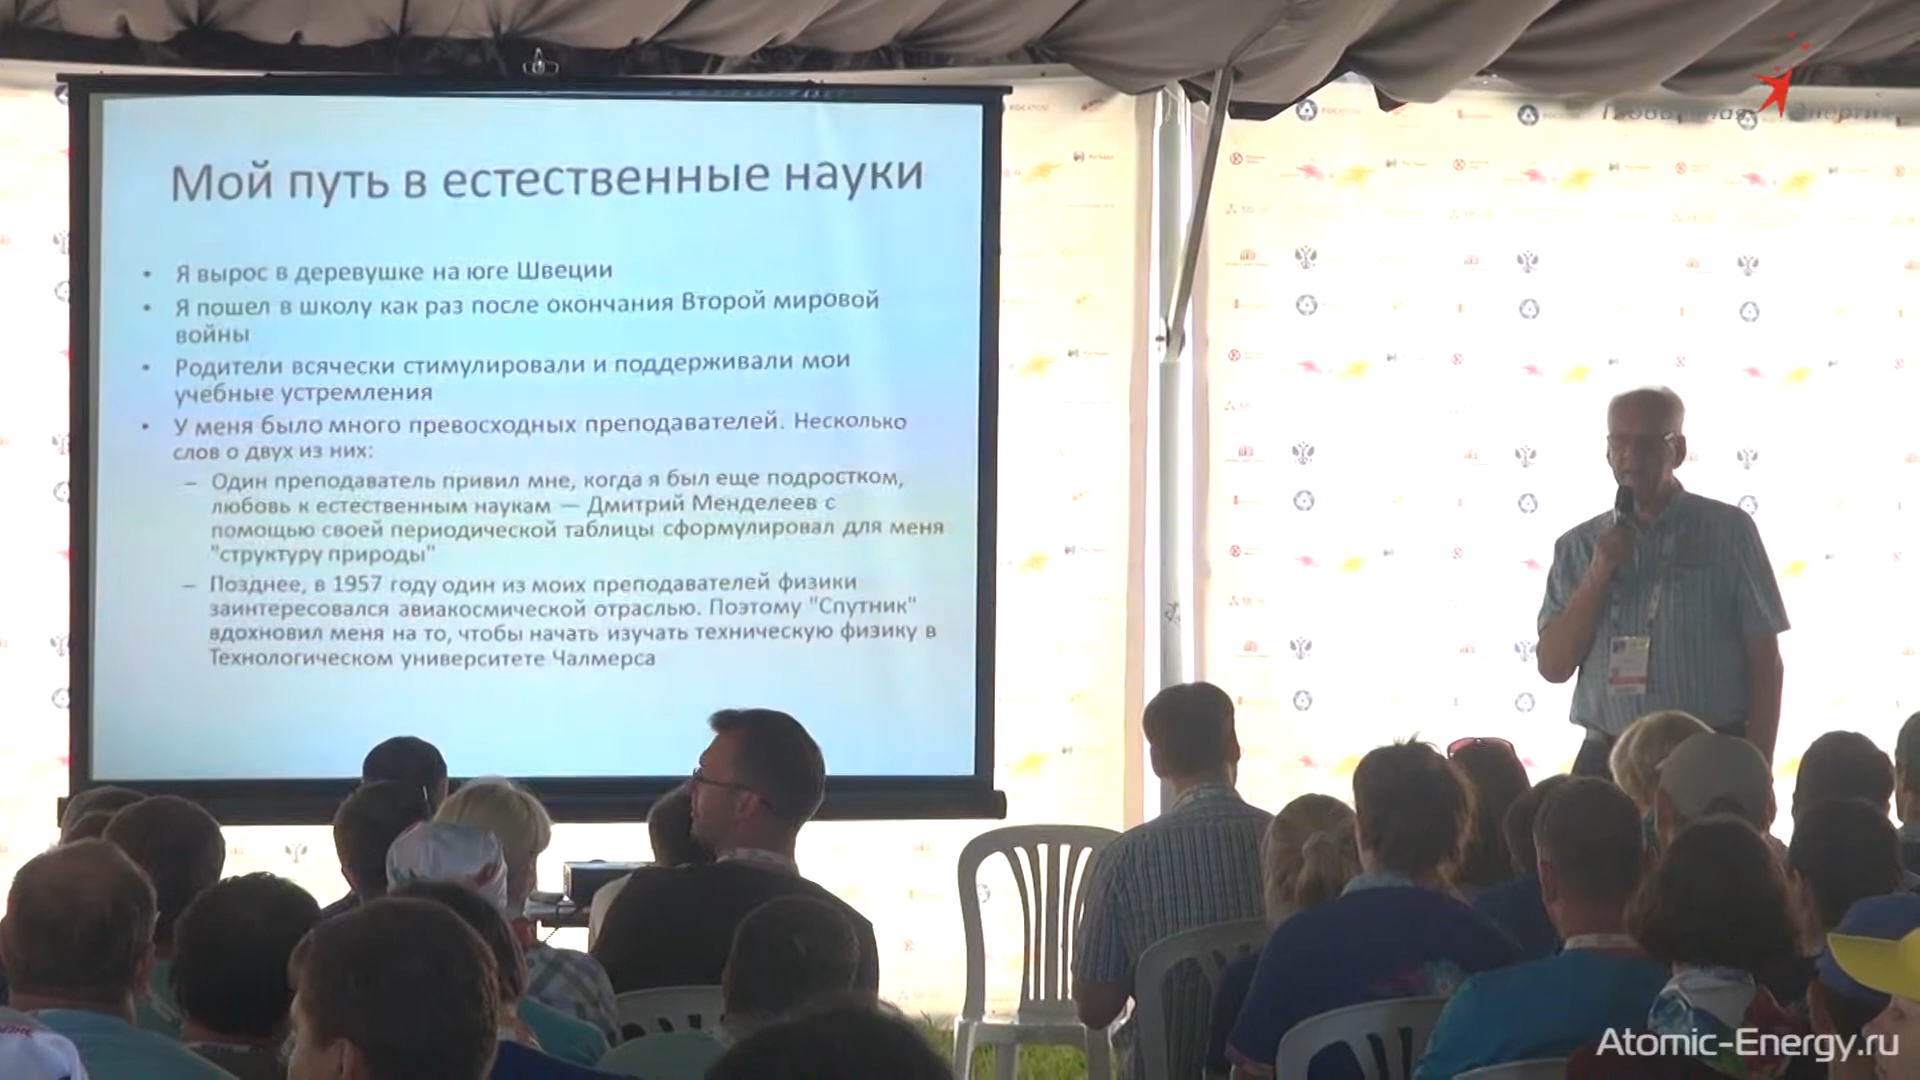 Мой путь в естественные науки
• Я вырос в деревушке на юге Швеции
• Я пошел в школу как раз после окончания Второй мировой
войны
• Родители всячески стимулировали и поддерживали мои
учебные устремления
• У меня было много превосходных преподавателей. Несколько
слов о двух из них:
– Один преподаватель привил мне, когда я был еще подростком,
любовь к естественным наукам — Дмитрий Менделеев с
помощью своей периодической таблицы сформулировал для меня
"структуру природы"
– Позднее, в 1957 году один из моих преподавателей физики
заинтересовался авиакосмической отраслью. Поэтому "Спутник"
вдохновил меня на то, чтобы начать изучать техническую физику в
Технологическом университете Чалмерса
РОСАТОМ
Глобальная Энергия
Atomic-Energy.ru